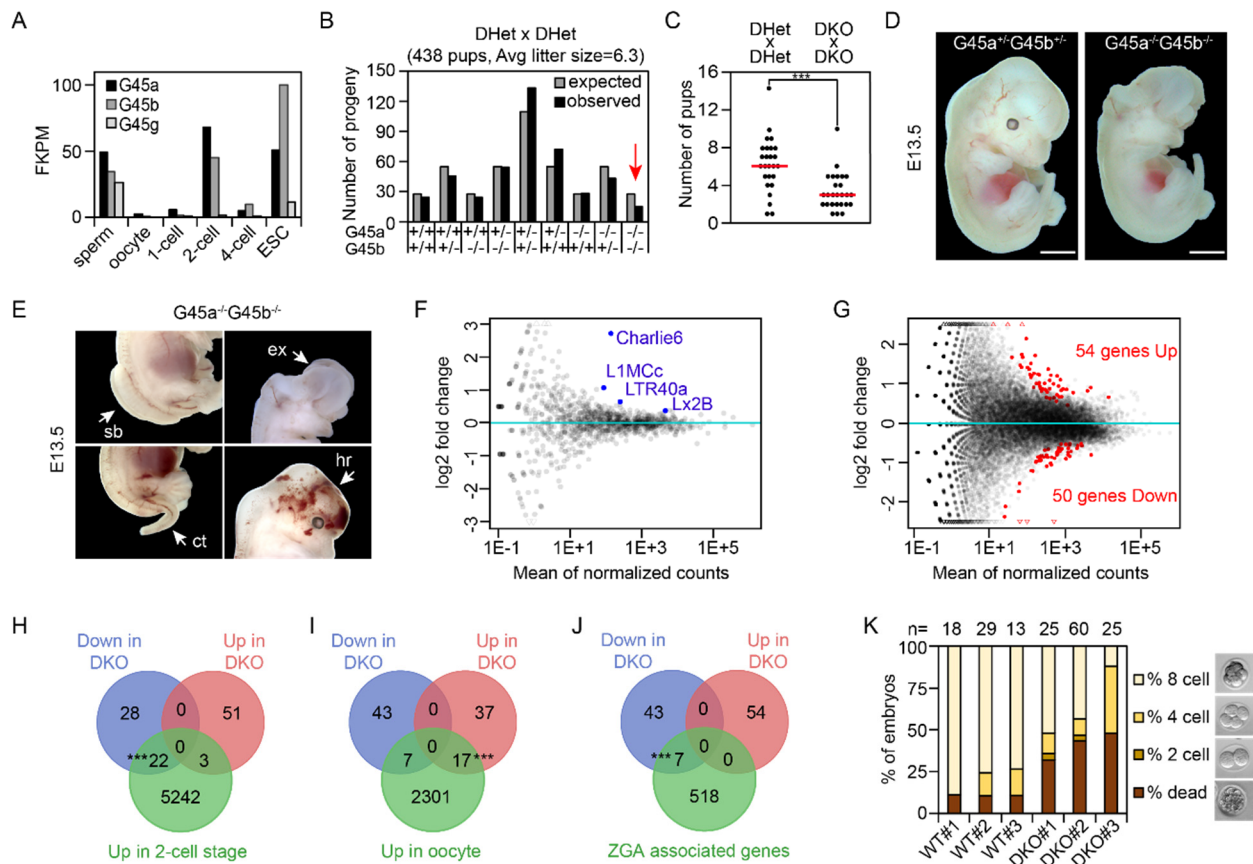 A
G45a
G45b
G45g
FKPM
100
50
0
sperm
oocyte
1-cell
2-cell
4-cell
ESC
B
DHet x DHet
(438 pups, Avg litter size=6.3)
expected
observed
Number of progeny
150
120
90
60
30
0
G45a +/+ +/+ +/+ +/- +/- +/- -/- -/- -/-
G45b +/+ +/- -/- -/- +/- +/+ +/+ +/- -/-
C
DHet DKO
x x
DHet DKO
***
Number of pups
16
12
8
4
0
D
G45a+/-G45b+/-
G45a-/-G45b-/-
E13.5
E
G45a-/-G45b-/-
E13.5
sb
ex
ct
hr
F
Charlie6
L1MCc
LTR40a
Lx2B
log2 fold change
3
2
1
0
-1
-2
-3
1E-1 1E+1 1E+3 1E+5
Mean of normalized counts
G
54 genes Up
50 genes Down
log2 fold change
2
1
0
1
-2
1E-1 1E+1 1E+3 1E+5
Mean of normalized counts
H
Down in
DKO
Up in
DKO
28 0 51
0
***22 3
5242
Up in 2-cell stage
I
Down in
DKO
Up in
DKO
43 0 37
0
7 17***
2301
Up in oocyte
J
Down in
DKO
Up in
DKO
43 0 54
0
***7 0
518
ZGA associated genes
K
n= 18 29 13 25 60 25
% of embryos
100
75
50
25
0
WT#1
WT#2
WT#3
DKO#1
DKO#2
DKO#3
% 8 cell
% 4 cell
% 2 cell
% dead